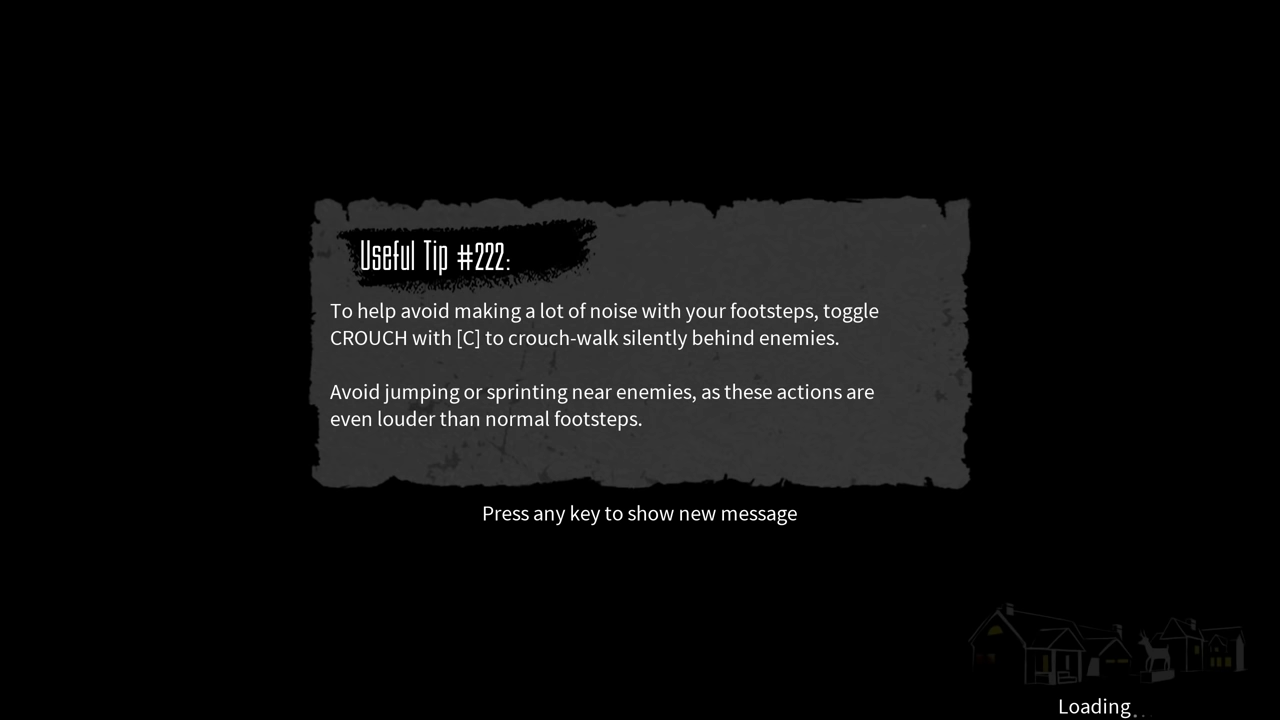 Useful Tip #222:
To help avoid making a lot of noise with your footsteps, toggle
CROUCH with [C] to crouch-walk silently behind enemies.
Avoid jumping or sprinting near enemies, as these actions are
even louder than normal footsteps.
Press any key to show new message
Loading...